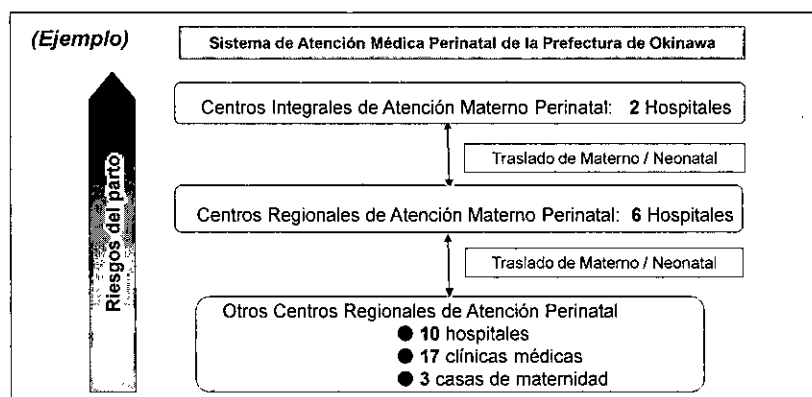 (Ejemplo)
Sistema de Atención Médica Perinatal de la Prefectura de Okinawa
Riesgos del parto
Centros Integrales de Atención Materno Perinatal: 2 Hospitales
Traslado de Materno / Neonatal
Centros Regionales de Atención Materno Perinatal: 6 Hospitales
Traslado de Materno / Neonatal
Otros Centros Regionales de Atención Perinatal
● 10 hospitales
● 17 clínicas médicas
● 3 casas de maternidad